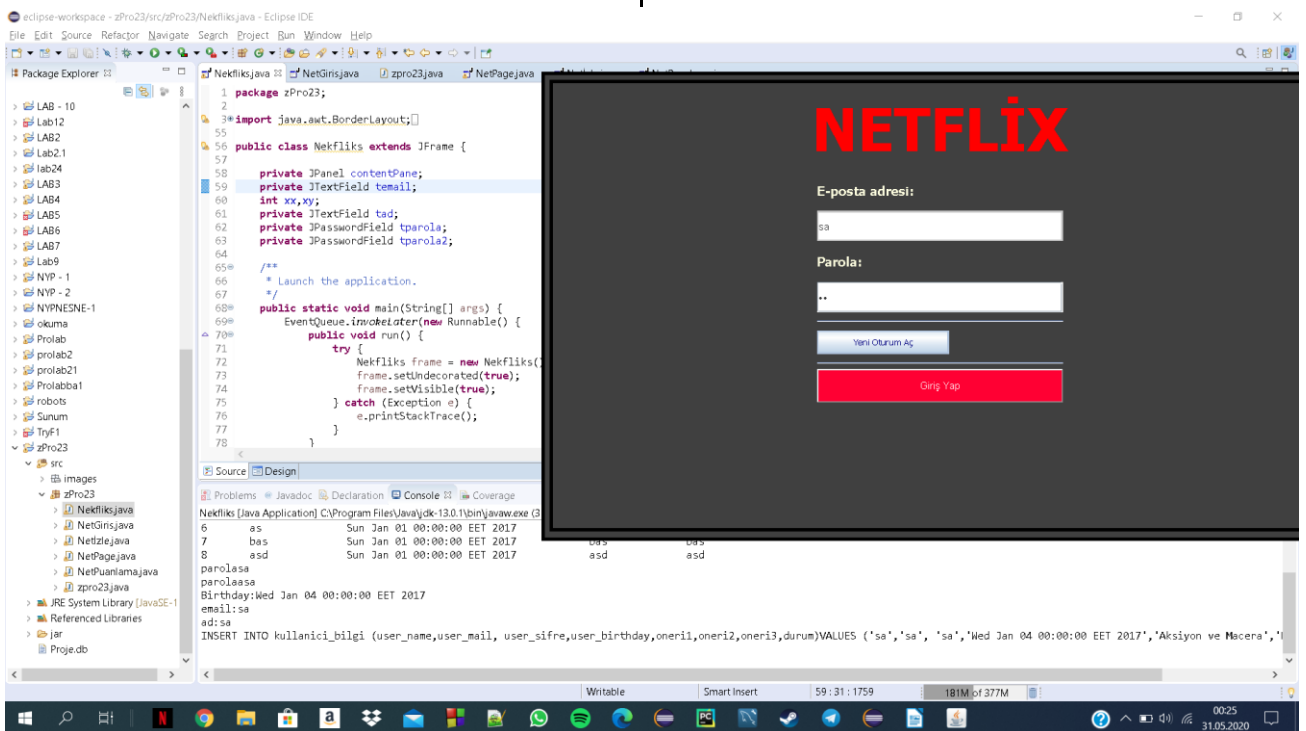 eclipse-workspace - zPro23/src/zPro23/Nekfliks.java - Eclipse IDE
File Edit Source Refactor Navigate Search Project Run Window Help
Package Explorer
Nekfliks.java NetGiris.java zpro23.java NetPage.java
LAB - 10
Lab12
LAB2
Lab2.1
lab24
LAB3
LAB4
LAB5
LAB6
LAB7
Lab9
NYP - 1
NYP - 2
NYPNESNE-1
okuma
Prolab
prolab2
prolab21
Prolabba1
robots
Sunum
TryF1
zPro23
src
images
zPro23
Nekfliks.java
NetGiris.java
NetIzle.java
NetPage.java
NetPuanlama.java
zpro23.java
JRE System Library [JavaSE-1
Referenced Libraries
jar
Proje.db
1 package zPro23;
2
3 import java.awt.BorderLayout;
55
56 public class Nekfliks extends JFrame {
57
58 private JPanel contentPane;
59 private JTextField temail;
60 int xx,xy;
61 private JTextField tad;
62 private JPasswordField tparola;
63 private JPasswordField tparola2;
64
65 /**
66 * Launch the application.
67 */
68 public static void main(String[] args) {
69 EventQueue.invokeLater(new Runnable() {
70 public void run() {
71 try {
72 Nekfliks frame = new Nekfliks()
73 frame.setUndecorated(true);
74 frame.setVisible(true);
75 } catch (Exception e) {
76 e.printStackTrace();
77 }
78 }
Source Design
NETFLİX
E-posta adresi:
sa
Parola:
••
Yeni Oturum Aç
Giriş Yap
Problems Javadoc Declaration Console Coverage
Nekfliks [Java Application] C:\Program Files\Java\jdk-13.0.1\bin\javaw.exe (3
6 as Sun Jan 01 00:00:00 EET 2017
7 bas Sun Jan 01 00:00:00 EET 2017 bas bas
8 asd Sun Jan 01 00:00:00 EET 2017 asd asd
parolasa
parolaasa
Birthday:Wed Jan 04 00:00:00 EET 2017
email:sa
ad:sa
INSERT INTO kullanici_bilgi (user_name,user_mail, user_sifre,user_birthday,oneri1,oneri2,oneri3,durum)VALUES ('sa','sa', 'sa','Wed Jan 04 00:00:00 EET 2017','Aksiyon ve Macera','
Writable Smart Insert 59 : 31 : 1759 181M of 377M
00:25
31.05.2020